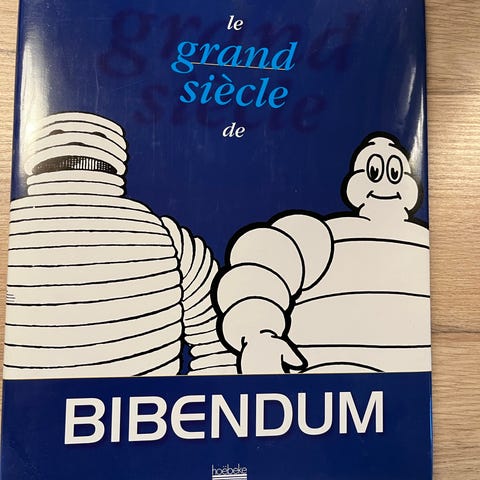 le
grand
siècle
de
BIBENDUM
hoëbeke